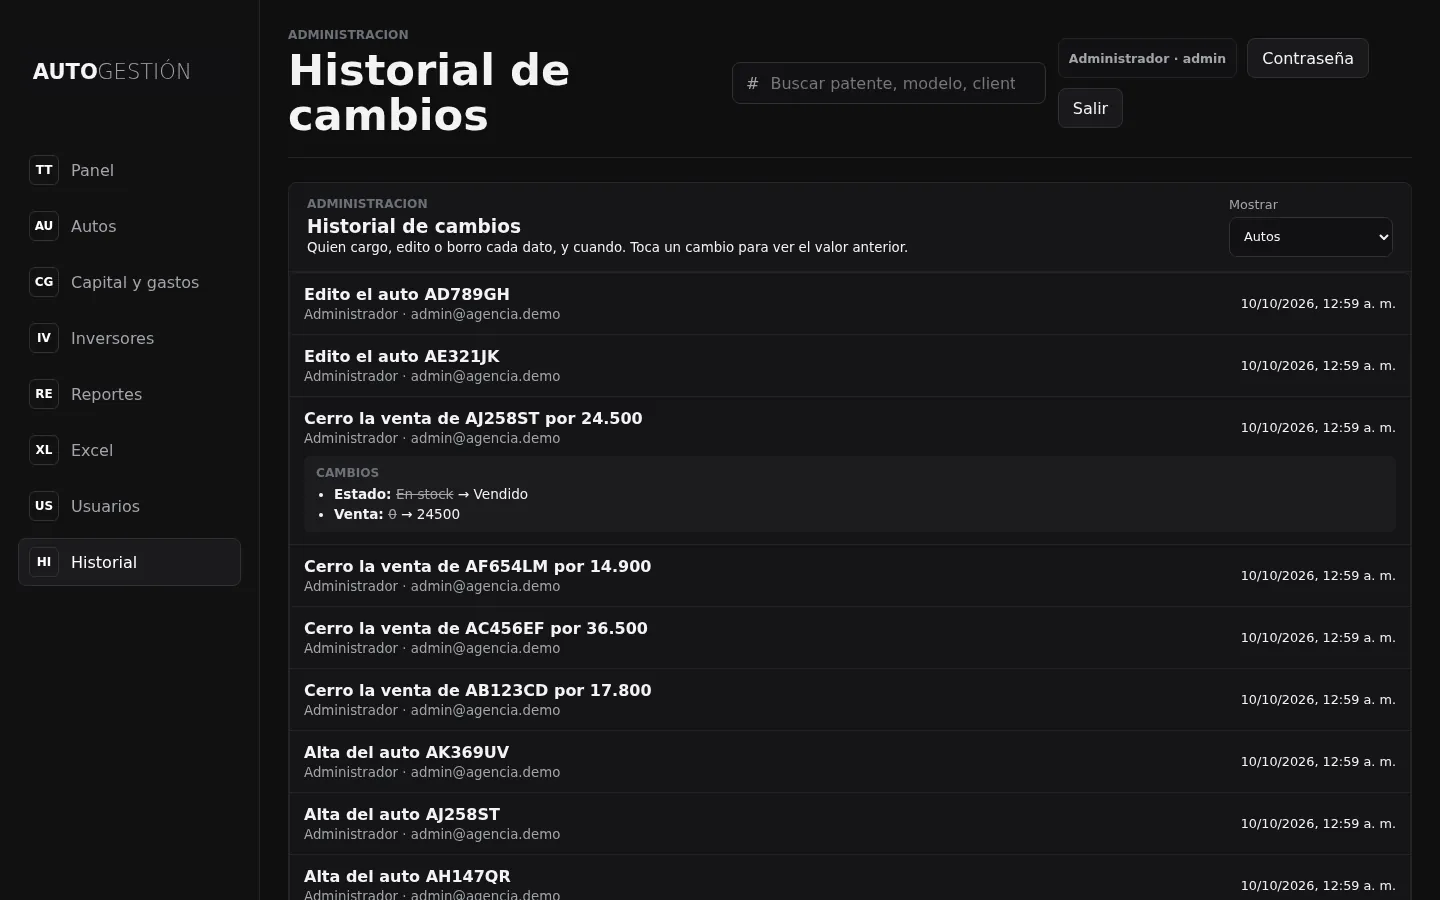 AUTOGESTIÓN
TT Panel
AU Autos
CG Capital y gastos
IV Inversores
RE Reportes
XL Excel
US Usuarios
HI Historial
ADMINISTRACION
Historial de
cambios
# Buscar patente, modelo, client
Administrador · admin
Contraseña
Salir
ADMINISTRACION
Historial de cambios
Quien cargo, edito o borro cada dato, y cuando. Toca un cambio para ver el valor anterior.
Mostrar
Autos
Edito el auto AD789GH
Administrador · admin@agencia.demo
10/10/2026, 12:59 a. m.
Edito el auto AE321JK
Administrador · admin@agencia.demo
10/10/2026, 12:59 a. m.
Cerro la venta de AJ258ST por 24.500
Administrador · admin@agencia.demo
10/10/2026, 12:59 a. m.
CAMBIOS
• Estado: En stock → Vendido
• Venta: 0 → 24500
Cerro la venta de AF654LM por 14.900
Administrador · admin@agencia.demo
10/10/2026, 12:59 a. m.
Cerro la venta de AC456EF por 36.500
Administrador · admin@agencia.demo
10/10/2026, 12:59 a. m.
Cerro la venta de AB123CD por 17.800
Administrador · admin@agencia.demo
10/10/2026, 12:59 a. m.
Alta del auto AK369UV
Administrador · admin@agencia.demo
10/10/2026, 12:59 a. m.
Alta del auto AJ258ST
Administrador · admin@agencia.demo
10/10/2026, 12:59 a. m.
Alta del auto AH147QR
Administrador · admin@agencia.demo
10/10/2026, 12:59 a. m.